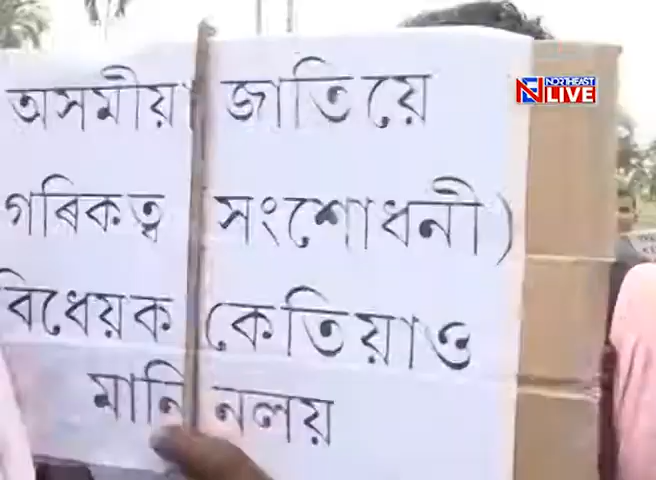 অসমীয়া জাতিয়ে
গৰিকত্ব সংশোধনী)
বিধেয়ক কেতিয়াও
মানি নলয়
NORTHEAST
LIVE